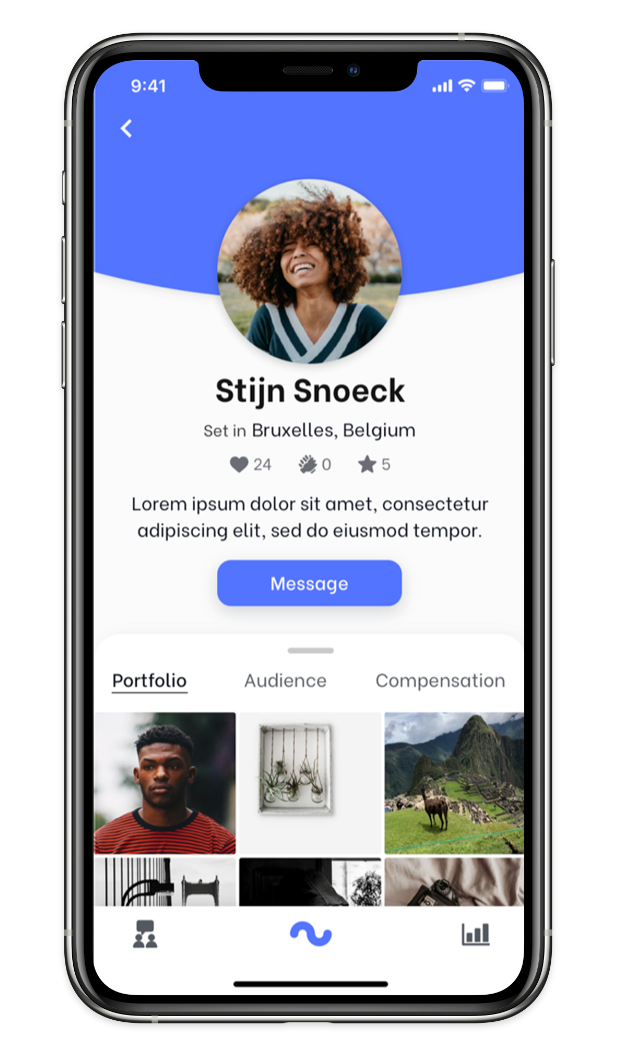 9:41
Stijn Snoeck
Set in Bruxelles, Belgium
24 0 5
Lorem ipsum dolor sit amet, consectetur
adipiscing elit, sed do eiusmod tempor.
Message
Portfolio Audience Compensation